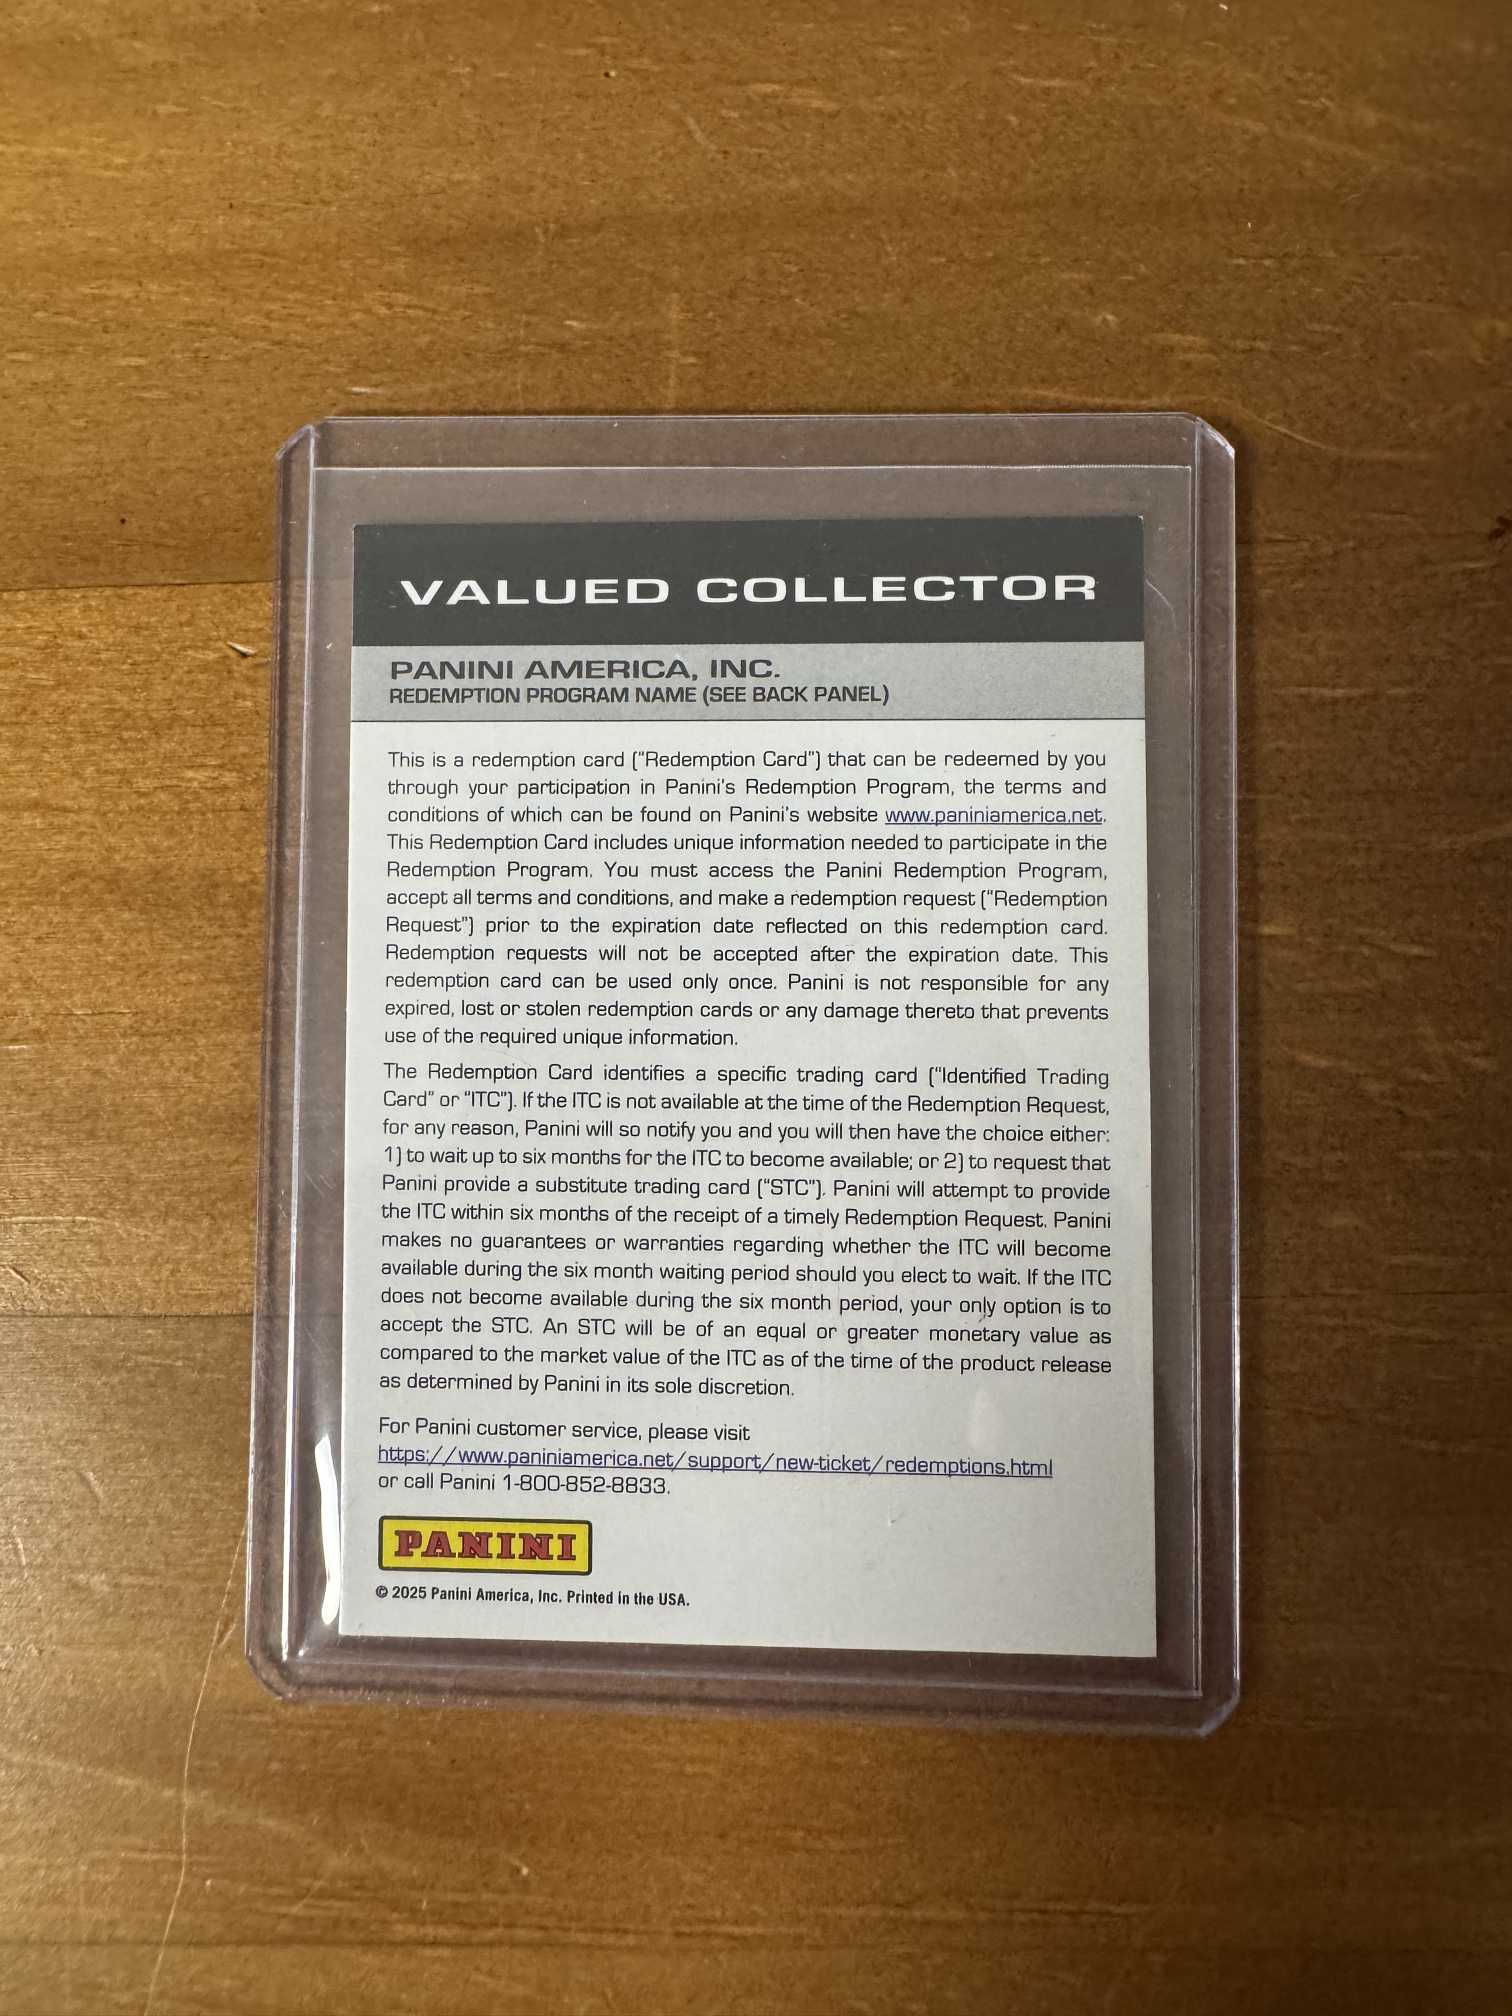 VALUED COLLECTOR
PANINI AMERICA, INC.
REDEMPTION PROGRAM NAME (SEE BACK PANEL)
This is a redemption card ("Redemption Card") that can be redeemed by you
through your participation in Panini's Redemption Program, the terms and
conditions of which can be found on Panini's website www.paniniamerica.net.
This Redemption Card includes unique information needed to participate in the
Redemption Program. You must access the Panini Redemption Program,
accept all terms and conditions, and make a redemption request ("Redemption
Request") prior to the expiration date reflected on this redemption card.
Redemption requests will not be accepted after the expiration date. This
redemption card can be used only once. Panini is not responsible for any
expired, lost or stolen redemption cards or any damage thereto that prevents
use of the required unique information.
The Redemption Card identifies a specific trading card ("Identified Trading
Card" or "ITC"). If the ITC is not available at the time of the Redemption Request,
for any reason, Panini will so notify you and you will then have the choice either:
1) to wait up to six months for the ITC to become available; or 2) to request that
Panini provide a substitute trading card ("STC"). Panini will attempt to provide
the ITC within six months of the receipt of a timely Redemption Request. Panini
makes no guarantees or warranties regarding whether the ITC will become
available during the six month waiting period should you elect to wait. If the ITC
does not become available during the six month period, your only option is to
accept the STC. An STC will be of an equal or greater monetary value as
compared to the market value of the ITC as of the time of the product release
as determined by Panini in its sole discretion.
For Panini customer service, please visit
https://www.paniniamerica.net/support/new-ticket/redemptions.html
or call Panini 1-800-852-8833.
PANINI
© 2025 Panini America, Inc. Printed in the USA.